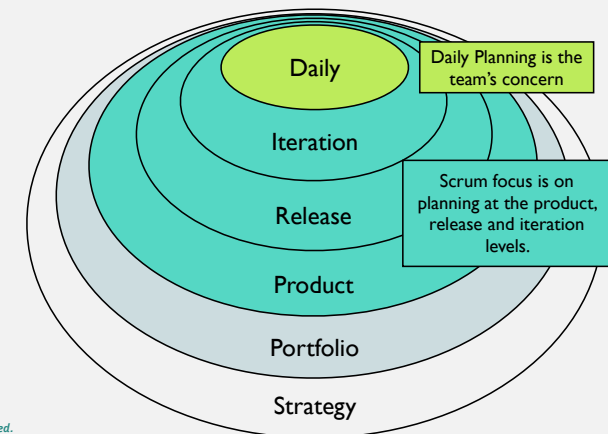 Daily
Daily Planning is the
team's concern
Iteration
Scrum focus is on
planning at the product,
release and iteration
levels.
Release
Product
Portfolio
Strategy
ed.